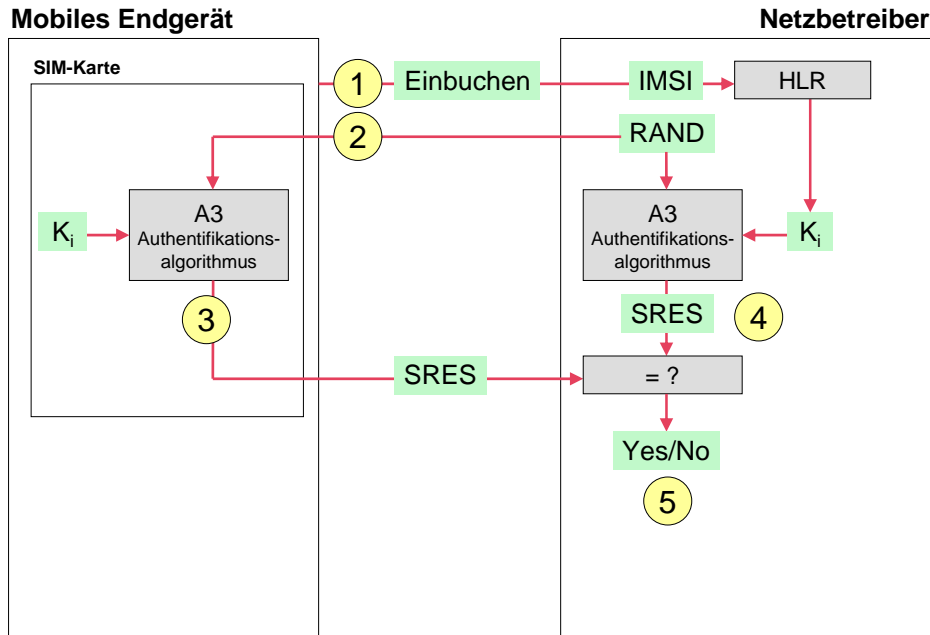 Mobiles Endgerät
Netzbetreiber
SIM-Karte
1
Einbuchen
IMSI
HLR
2
RAND
Ki
A3
Authentifikations-
algorithmus
A3
Authentifikations-
algorithmus
Ki
3
SRES
4
SRES
= ?
Yes/No
5